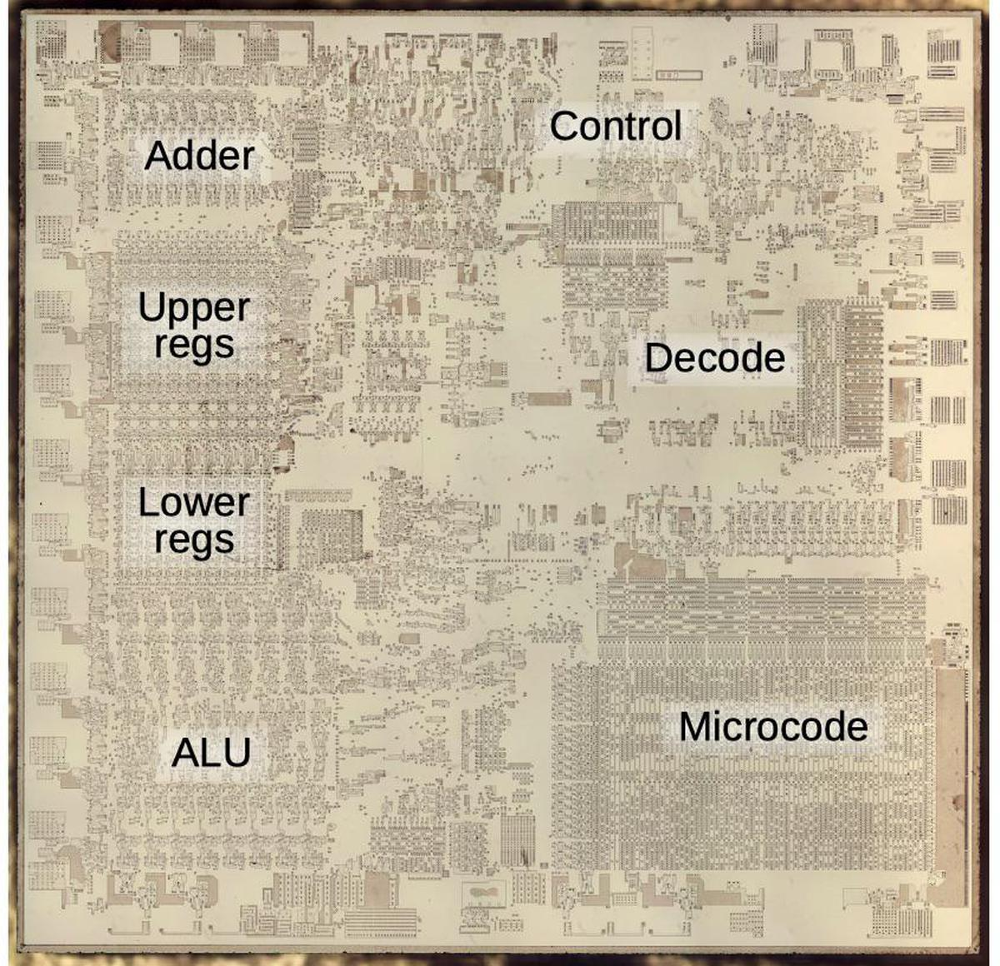 Control
Adder
Upper
regs
Decode
Lower
regs
Microcode
ALU